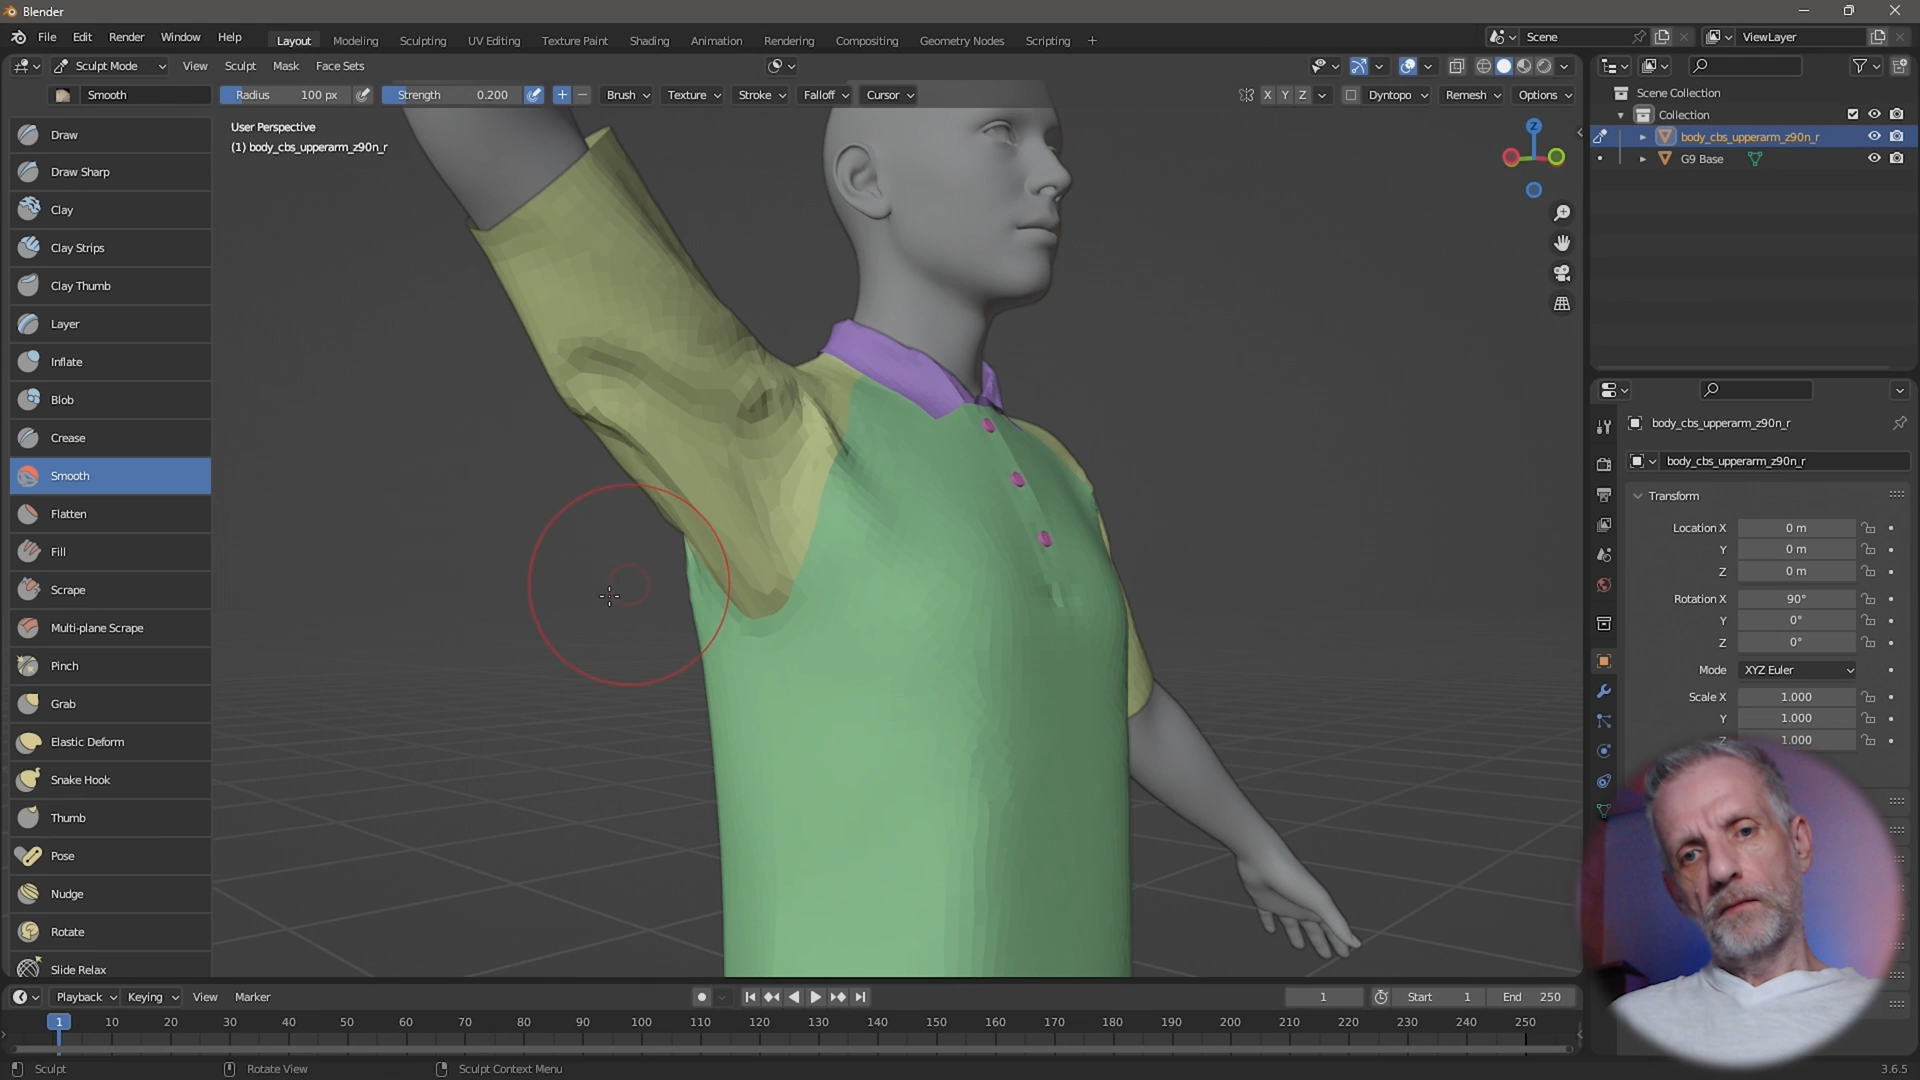 Blender
File Edit Render Window Help Layout Modeling Sculpting UV Editing Texture Paint Shading Animation Rendering Compositing Geometry Nodes Scripting + Scene ViewLayer
Sculpt Mode View Sculpt Mask Face Sets
Smooth Radius 100 px Strength 0.200 Brush Texture Stroke Falloff Cursor X Y Z Dyntopo Remesh Options
User Perspective
(1) body_cbs_upperarm_z90n_r
Draw
Draw Sharp
Clay
Clay Strips
Clay Thumb
Layer
Inflate
Blob
Crease
Smooth
Flatten
Fill
Scrape
Multi-plane Scrape
Pinch
Grab
Elastic Deform
Snake Hook
Thumb
Pose
Nudge
Rotate
Slide Relax
Z
Scene Collection
Collection
body_cbs_upperarm_z90n_r
G9 Base
body_cbs_upperarm_z90n_r
body_cbs_upperarm_z90n_r
Transform
Location X 0 m
Y 0 m
Z 0 m
Rotation X 90°
Y 0°
Z 0°
Mode XYZ Euler
Scale X 1.000
Y 1.000
Z 1.000
Playback Keying View Marker 1 Start 1 End 250
1 10 20 30 40 50 60 70 80 90 100 110 120 130 140 150 160 170 180 190 200 210 220 230 240 250
Sculpt Rotate View Sculpt Context Menu 3.6.5